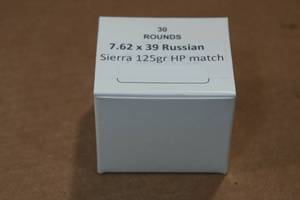 30
ROUNDS
7.62 x 39 Russian
Sierra 125gr HP match